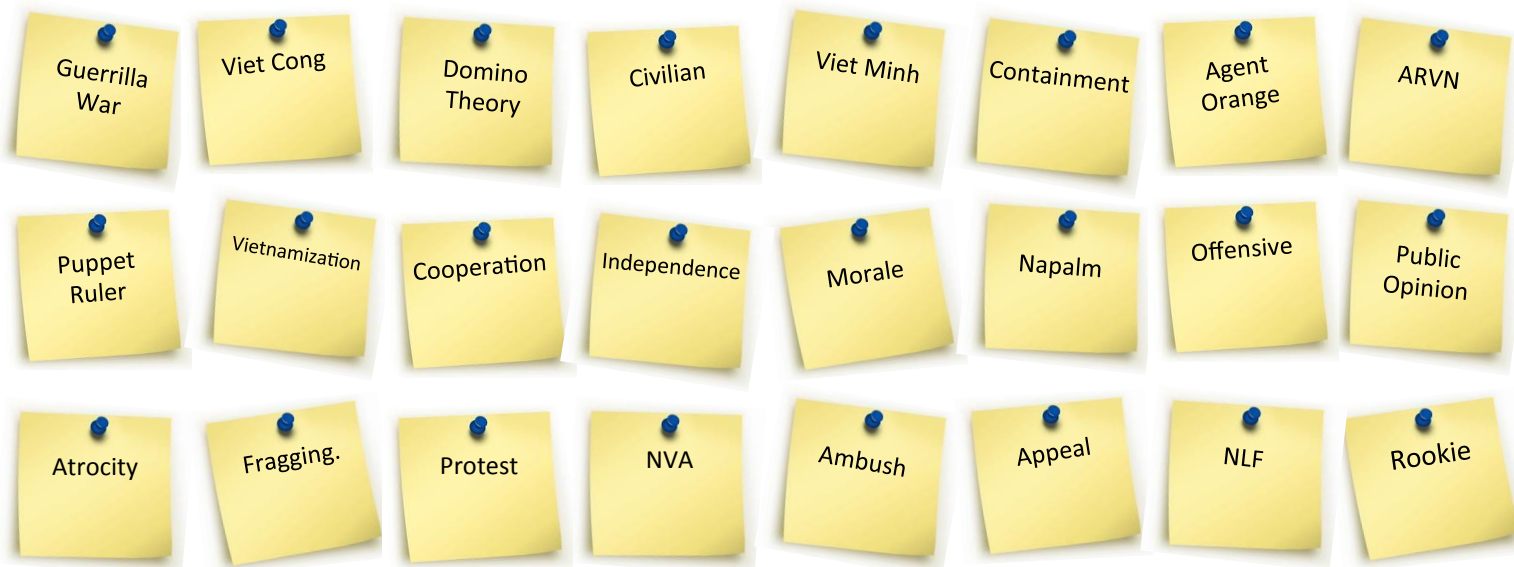 Guerrilla
War
Viet Cong
Domino
Theory
Civilian
Viet Minh
Containment
Agent
Orange
ARVN
Puppet
Ruler
Vietnamization
Cooperation
Independence
Morale
Napalm
Offensive
Public
Opinion
Atrocity
Fragging.
Protest
NVA
Ambush
Appeal
NLF
Rookie